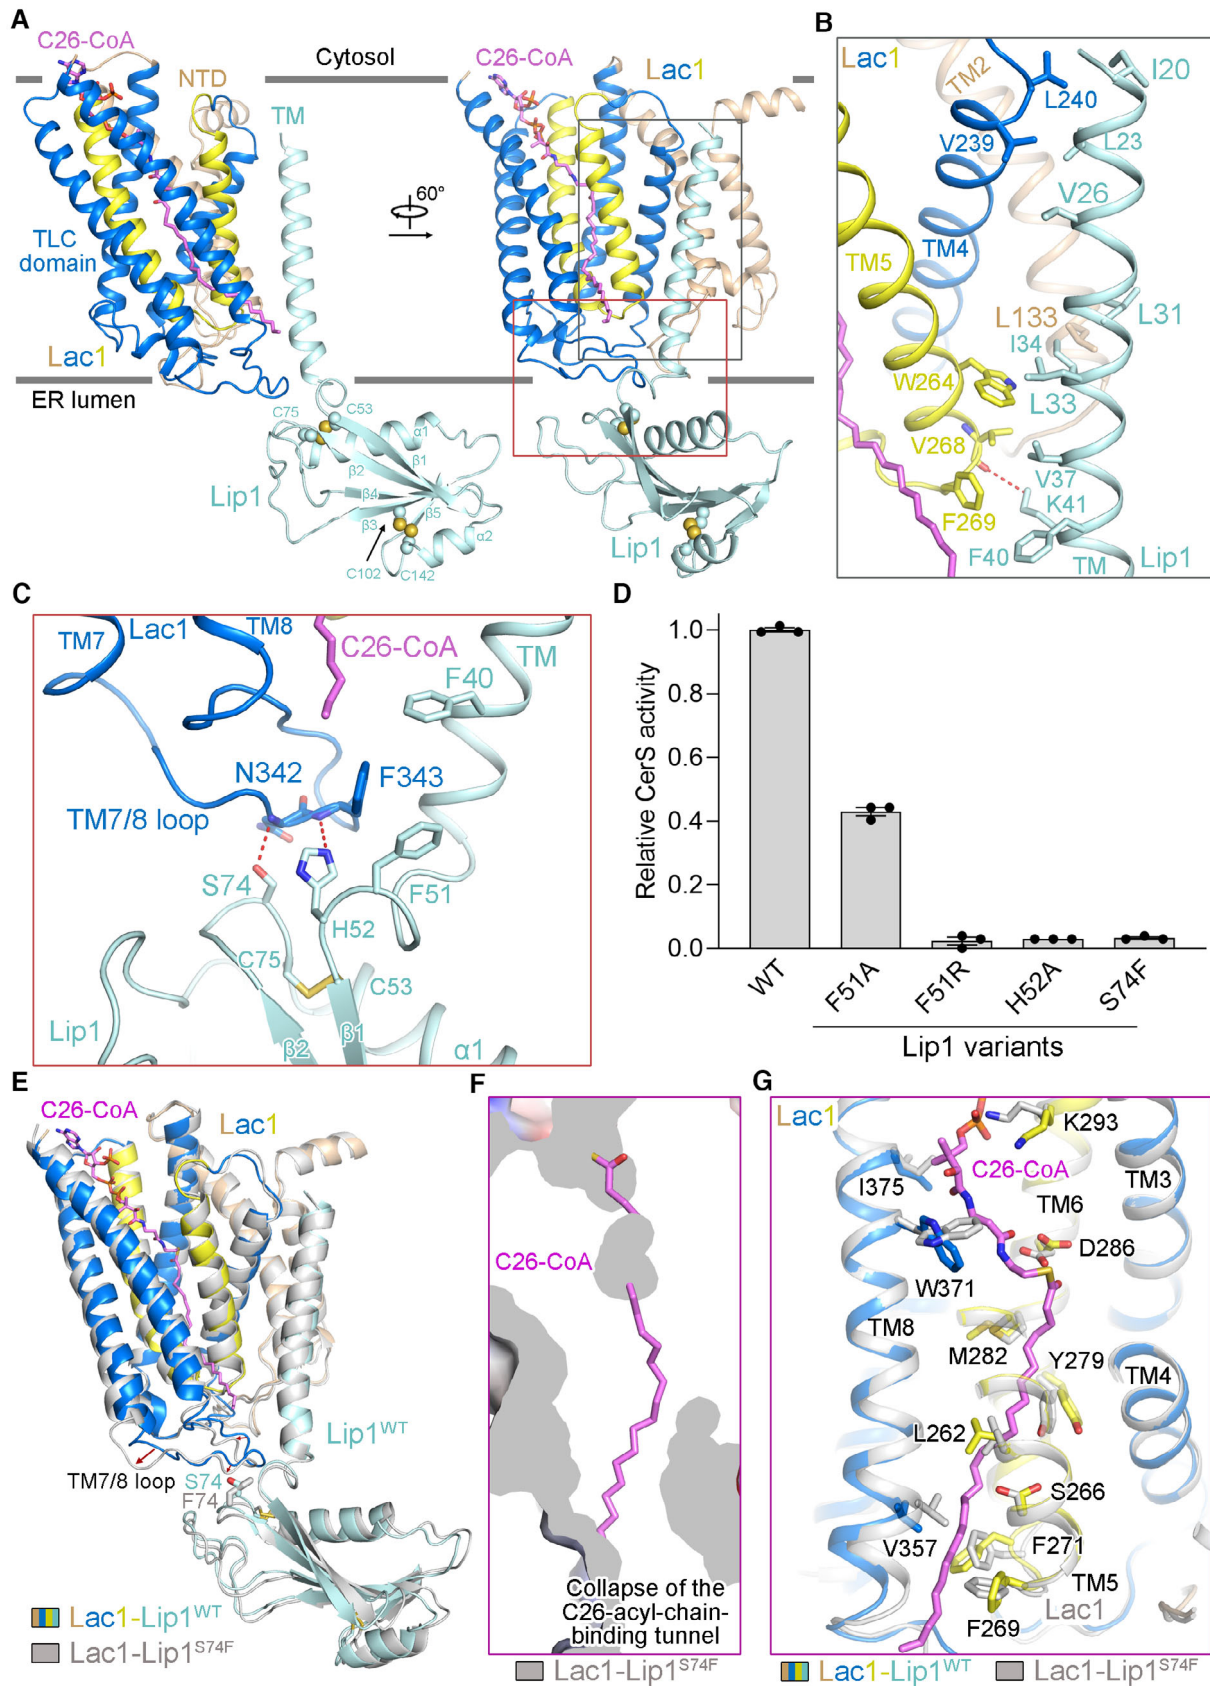 A
C26-CoA
NTD
TM
TLC
domain
Lac1
ER lumen
Cytosol
60°
C26-CoA
Lac1
C75
C53
α1
β1
β2
β4
β3
β5
α2
C102
C142
Lip1
Lip1
B
Lac1
TM2
I20
L240
V239
L23
V26
TM4
TM5
L133
L31
I34
W264
L33
V268
V37
K41
F269
F40
TM
Lip1
C
TM7
Lac1
TM8
C26-CoA
TM
F40
N342
F343
TM7/8 loop
S74
F51
H52
C75
C53
Lip1
β1
β2
α1
D
Relative CerS activity
1.0
0.8
0.6
0.4
0.2
0.0
WT
F51A
F51R
H52A
S74F
Lip1 variants
E
C26-CoA
Lac1
Lip1WT
TM7/8 loop
S74
F74
Lac1-Lip1WT
Lac1-Lip1S74F
F
C26-CoA
Collapse of the
C26-acyl-chain-
binding tunnel
Lac1-Lip1S74F
G
Lac1
K293
C26-CoA
I375
TM3
TM6
D286
W371
TM8
M282
Y279
TM4
L262
S266
V357
F271
TM5
Lac1
F269
Lac1-Lip1WT
Lac1-Lip1S74F